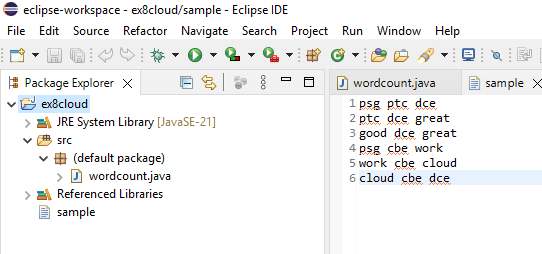 eclipse-workspace - ex8cloud/sample - Eclipse IDE
File Edit Source Refactor Navigate Search Project Run Window Help
Package Explorer
ex8cloud
JRE System Library [JavaSE-21]
src
(default package)
wordcount.java
Referenced Libraries
sample
wordcount.java sample
1 psg ptc dce
2 ptc dce great
3 good dce great
4 psg cbe work
5 work cbe cloud
6 cloud cbe dce